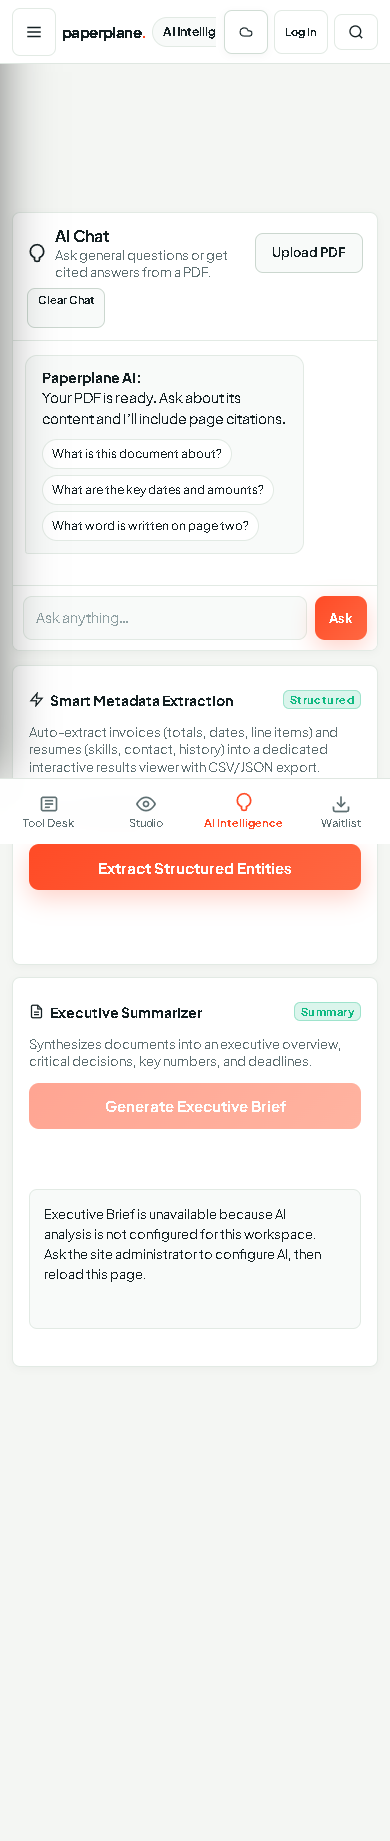 paperplane.
AI Intellig
Log In
AI Chat
Ask general questions or get
cited answers from a PDF.
Upload PDF
Clear Chat
Paperplane AI:
Your PDF is ready. Ask about its
content and I'll include page citations.
What is this document about?
What are the key dates and amounts?
What word is written on page two?
Ask anything...
Ask
Smart Metadata Extraction
Structured
Auto-extract invoices (totals, dates, line items) and
resumes (skills, contact, history) into a dedicated
interactive results viewer with CSV/JSON export.
Tool Desk
Studio
AI Intelligence
Waitlist
Extract Structured Entities
Executive Summarizer
Summary
Synthesizes documents into an executive overview,
critical decisions, key numbers, and deadlines.
Generate Executive Brief
Executive Brief is unavailable because AI
analysis is not configured for this workspace.
Ask the site administrator to configure AI, then
reload this page.